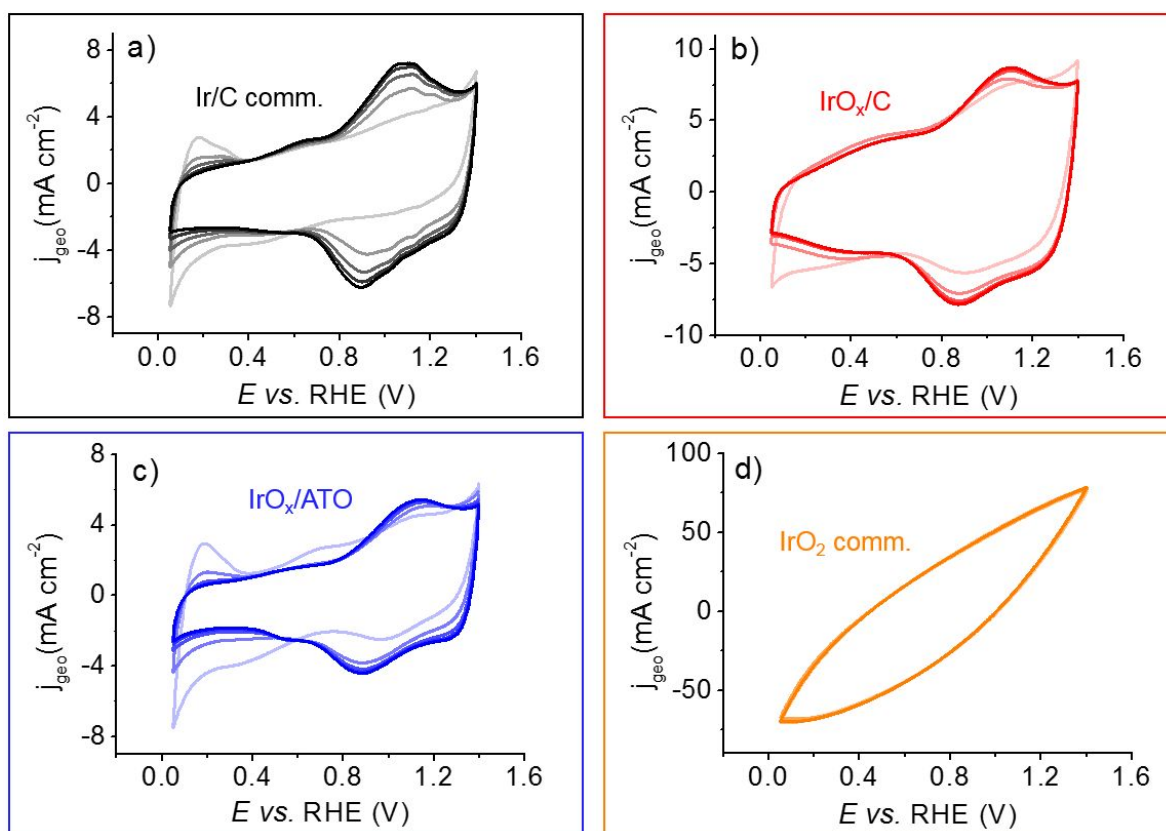 a)
Ir/C comm.
8
4
0
-4
-8
j_geo(mA cm⁻²)
0.0 0.4 0.8 1.2 1.6
E vs. RHE (V)
b)
IrOₓ/C
10
5
0
-5
-10
j_geo(mA cm⁻²)
0.0 0.4 0.8 1.2 1.6
E vs. RHE (V)
c)
IrOₓ/ATO
8
4
0
-4
-8
j_geo(mA cm⁻²)
0.0 0.4 0.8 1.2 1.6
E vs. RHE (V)
d)
IrO₂ comm.
100
50
0
-50
j_geo(mA cm⁻²)
0.0 0.4 0.8 1.2 1.6
E vs. RHE (V)